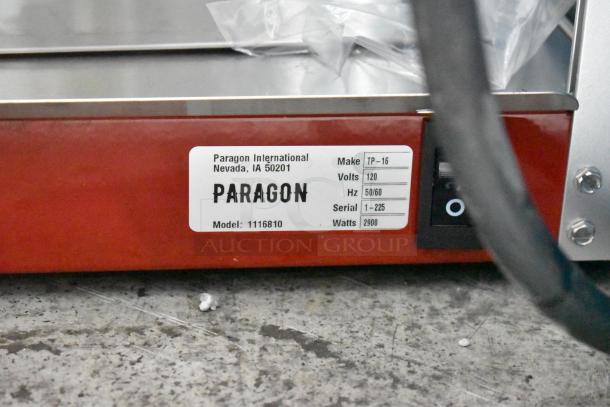 Paragon International
Nevada, IA 50201
PARAGON
Model: 1116810
Make TP-16
Volts 120
Hz 50/60
Serial 1-225
Watts 2900
AUCTION GROUP